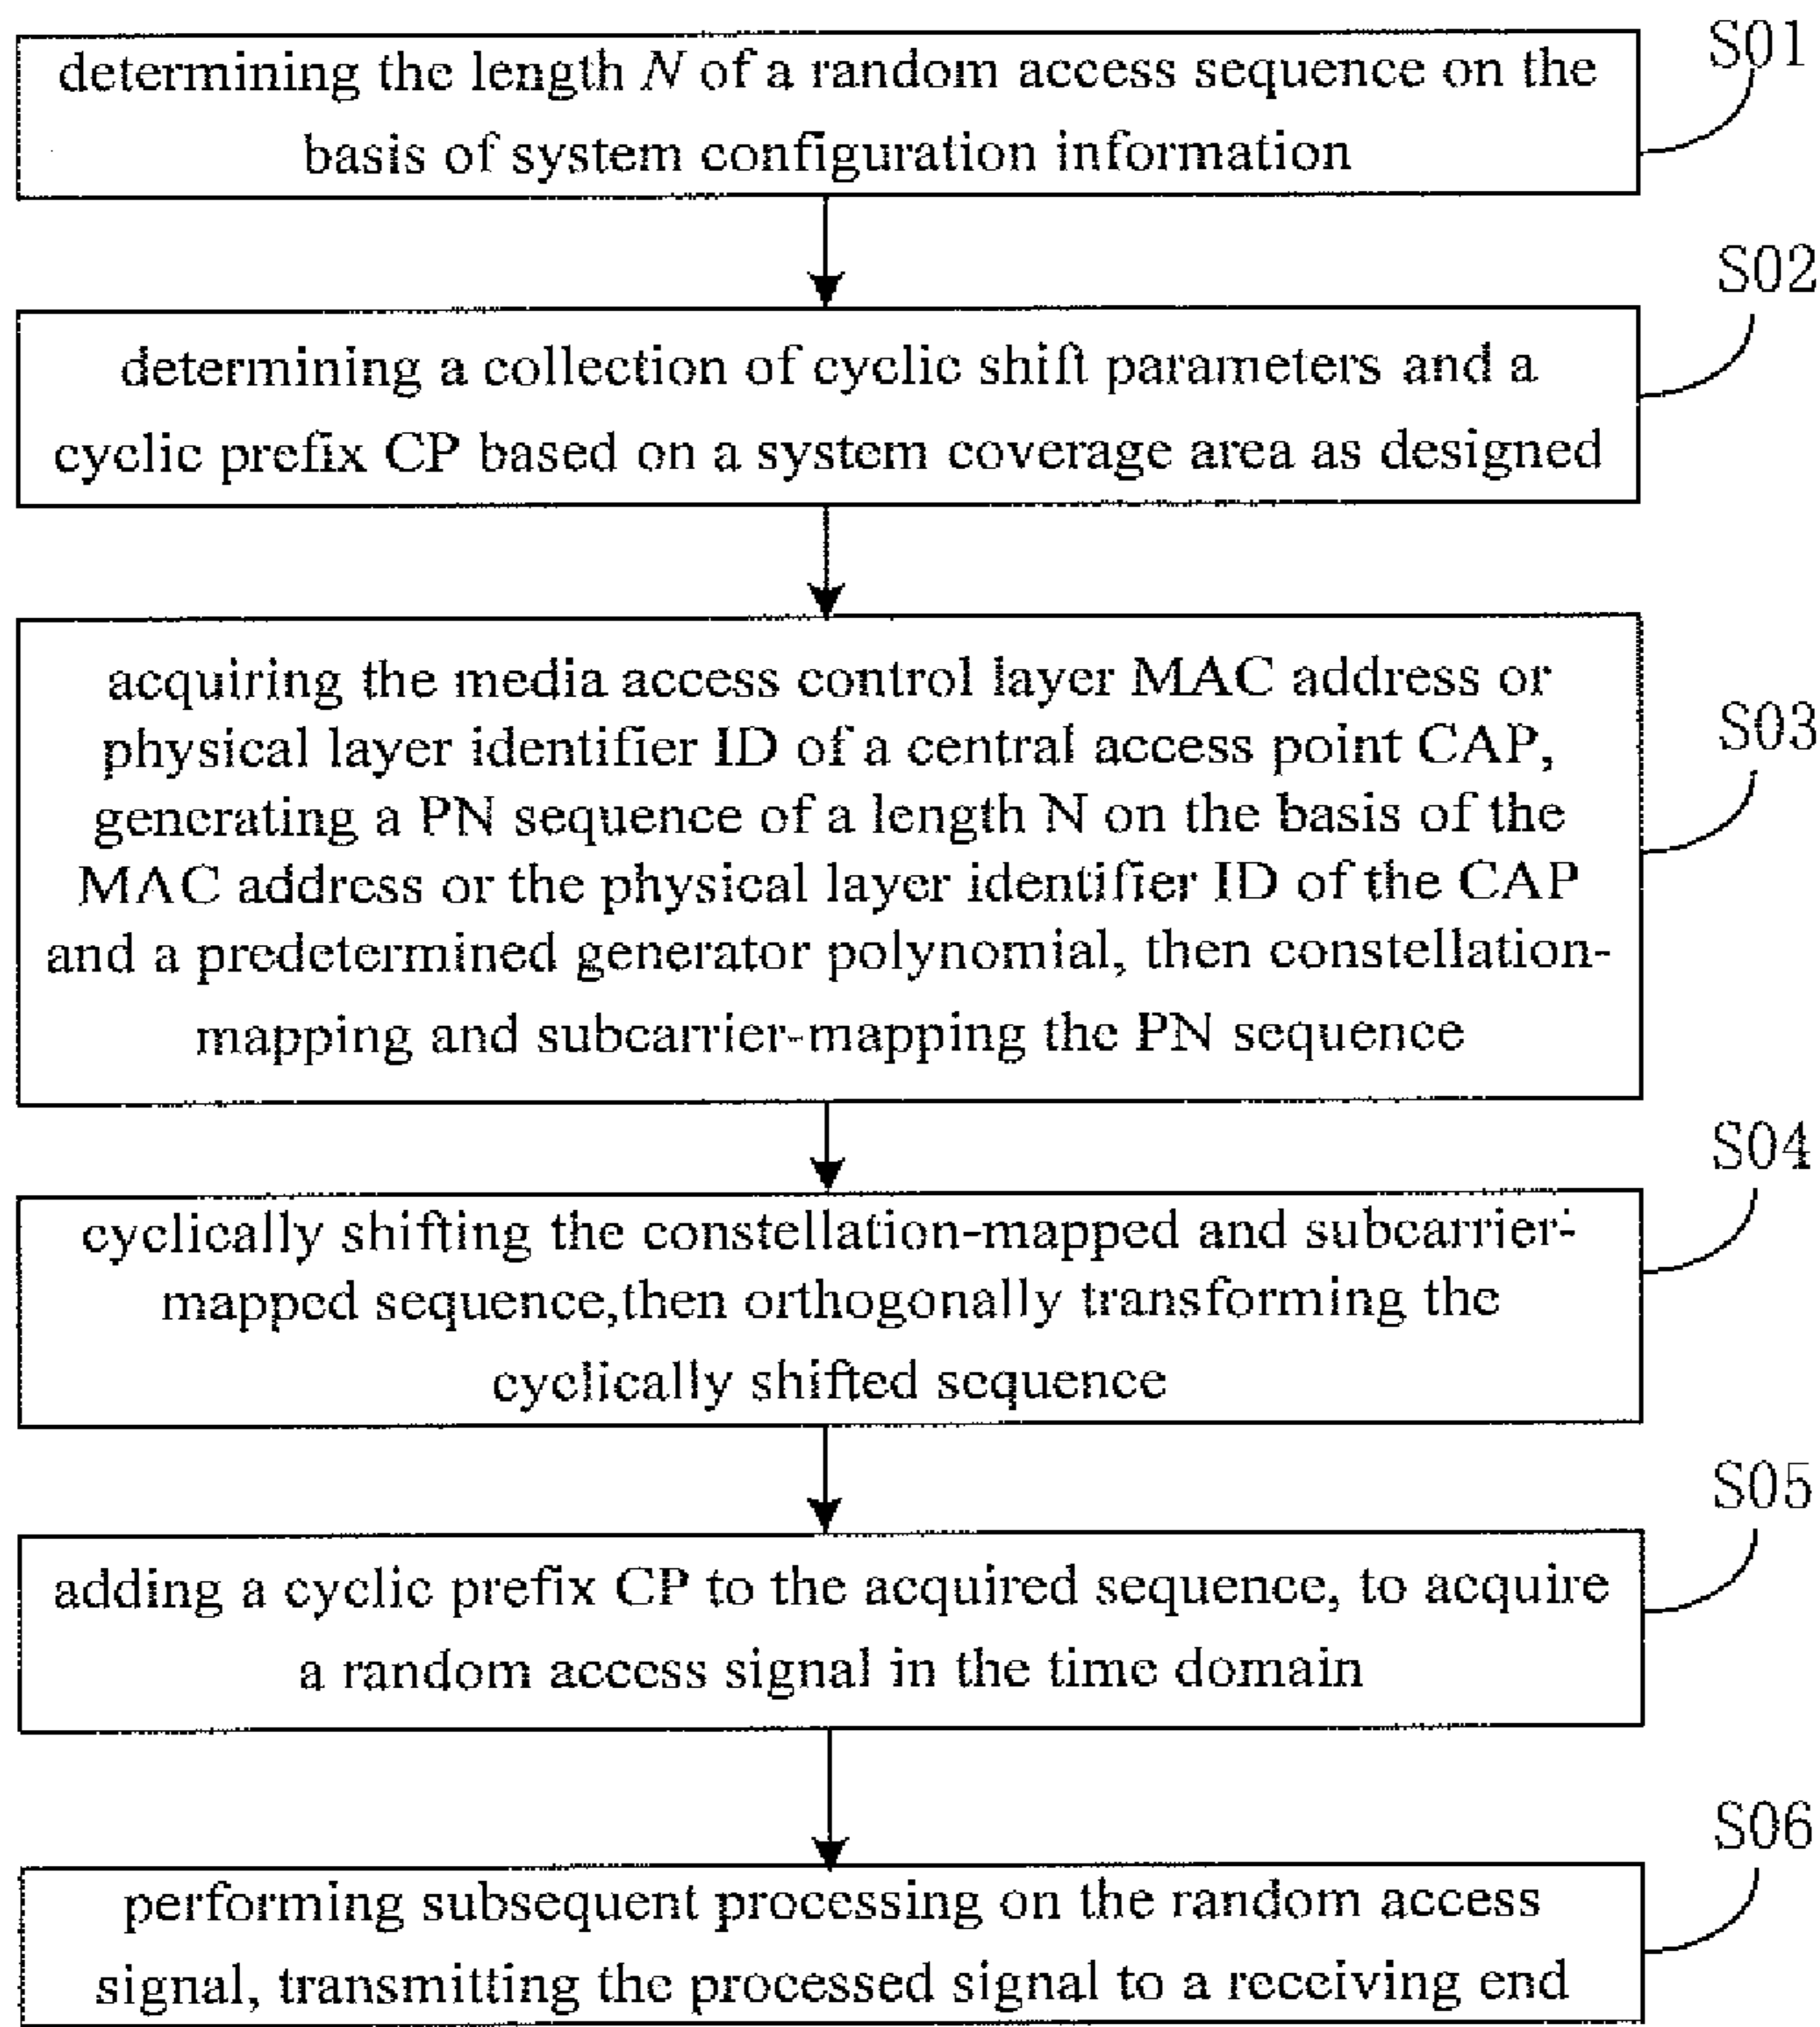 S01
determining the length N of a random access sequence on the
basis of system configuration information
S02
determining a collection of cyclic shift parameters and a
cyclic prefix CP based on a system coverage area as designed
acquiring the media access control layer MAC address or
physical layer identifier ID of a central access point CAP,
S03
generating a PN sequence of a length N on the basis of the
MAC address or the physical layer identifier ID of the CAP
and a predetermined generator polynomial, then constellation-
mapping and subcarrier-mapping the PN sequence
S04
cyclically shifting the constellation-mapped and subcarrier-
mapped sequence,then orthogonally transforming the
cyclically shifted sequence
S05
adding a cyclic prefix CP to the acquired sequence, to acquire
a random access signal in the time domain
S06
performing subsequent processing on the random access
signal, transmitting the processed signal to a receiving end